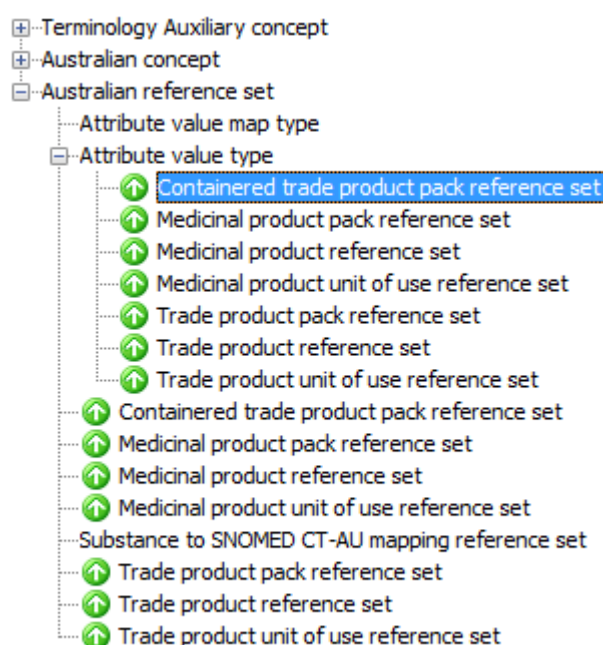 Terminology Auxiliary concept
Australian concept
Australian reference set
Attribute value map type
Attribute value type
Containered trade product pack reference set
Medicinal product pack reference set
Medicinal product reference set
Medicinal product unit of use reference set
Trade product pack reference set
Trade product reference set
Trade product unit of use reference set
Containered trade product pack reference set
Medicinal product pack reference set
Medicinal product reference set
Medicinal product unit of use reference set
Substance to SNOMED CT-AU mapping reference set
Trade product pack reference set
Trade product reference set
Trade product unit of use reference set